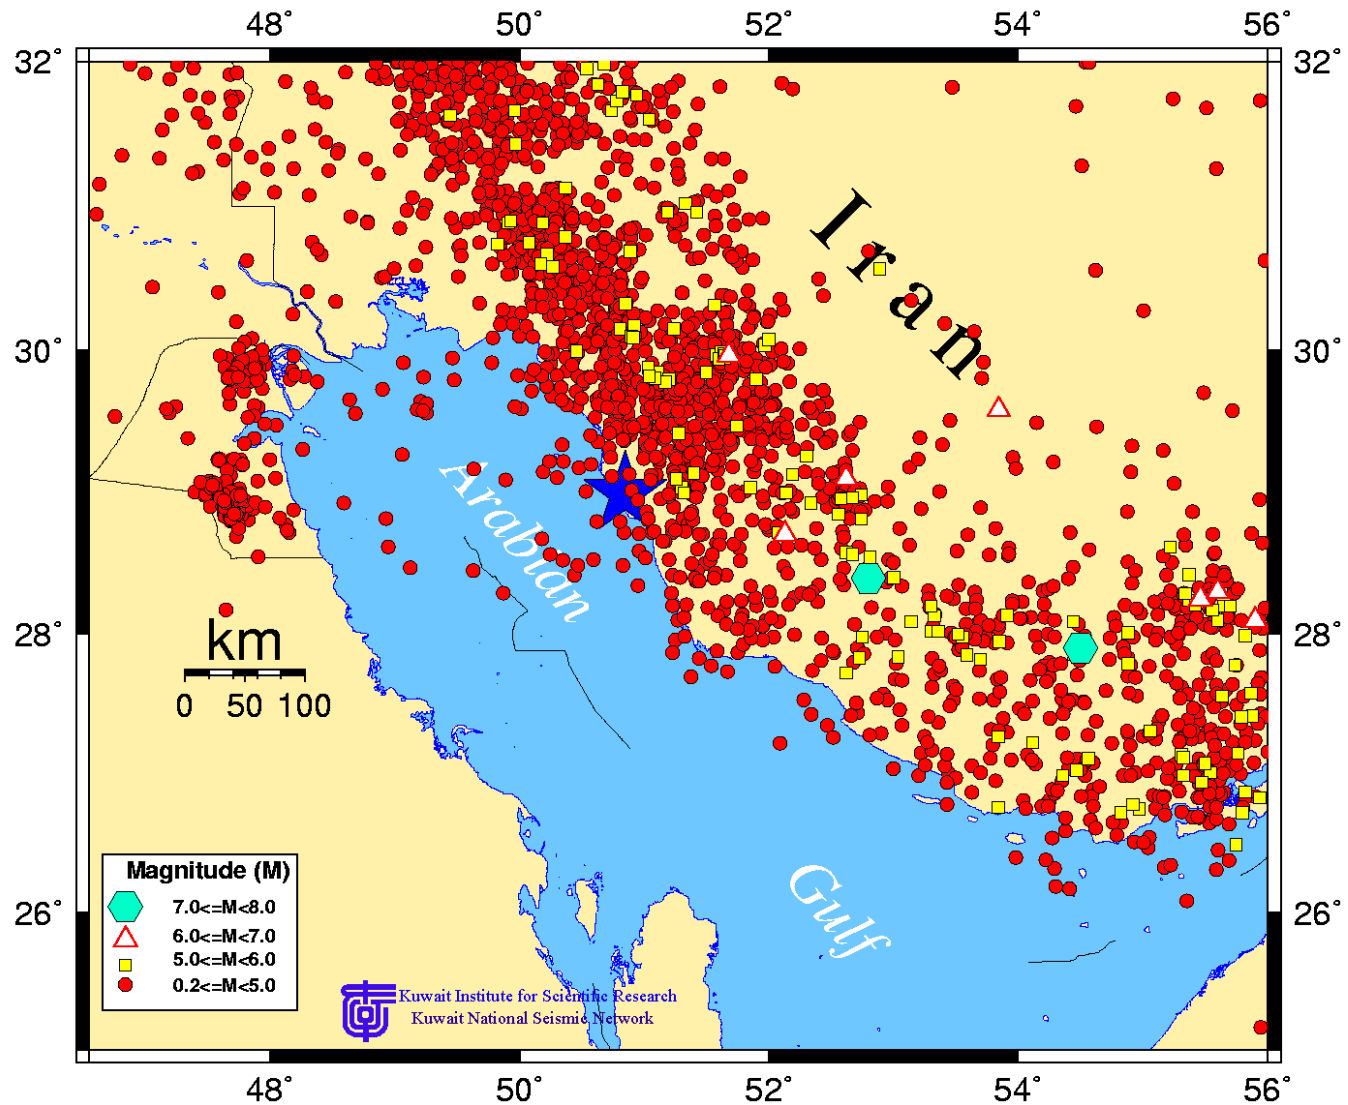 48° 50° 52° 54° 56°
32° 32°
Iran
30° 30°
Arabian
28° 28°
km
0 50 100
Gulf
Magnitude (M)
7.0<=M<8.0
6.0<=M<7.0
5.0<=M<6.0
0.2<=M<5.0
26° 26°
Kuwait Institute for Scientific Research
Kuwait National Seismic Network
48° 50° 52° 54° 56°